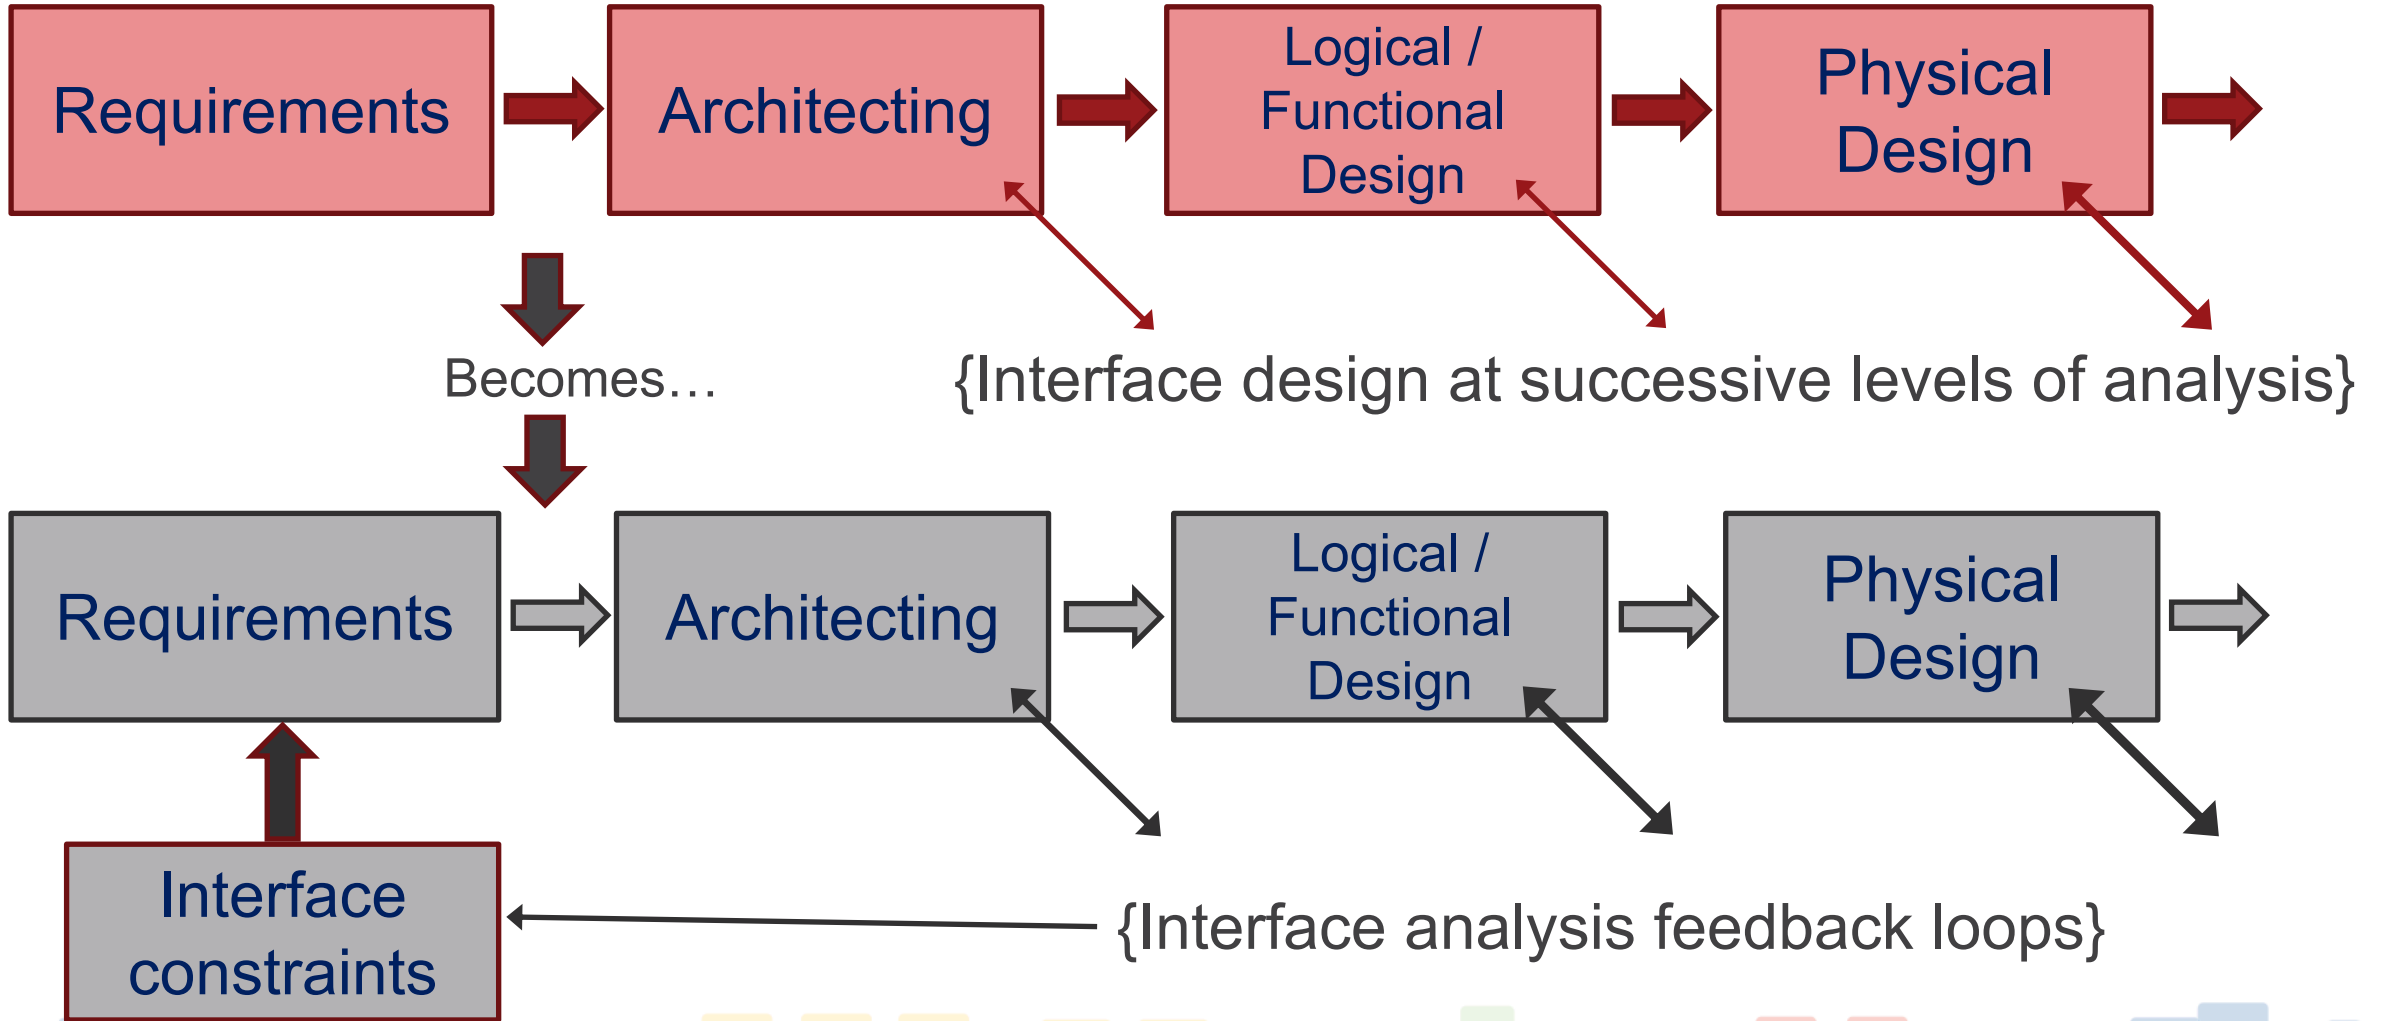 Requirements
Architecting
Logical /
Functional
Design
Physical
Design
Becomes…
{Interface design at successive levels of analysis}
Requirements
Architecting
Logical /
Functional
Design
Physical
Design
Interface
constraints
{Interface analysis feedback loops}